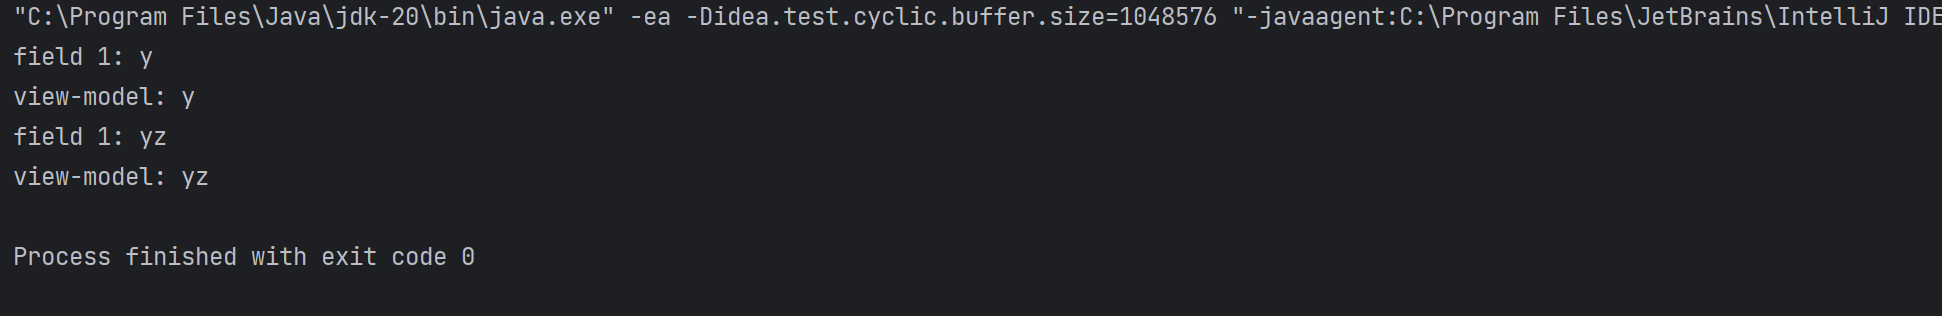 "C:\Program Files\Java\jdk-20\bin\java.exe" -ea -Didea.test.cyclic.buffer.size=1048576 "-javaagent:C:\Program Files\JetBrains\IntelliJ IDE
field 1: y
view-model: y
field 1: yz
view-model: yz
Process finished with exit code 0